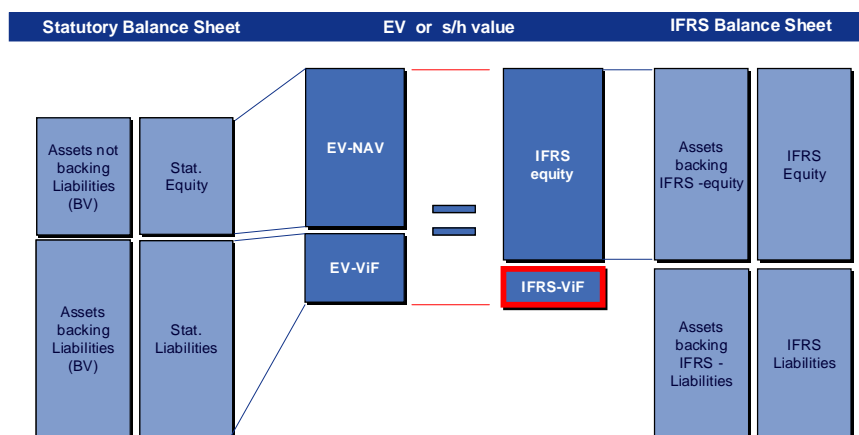 Statutory Balance Sheet
EV or s/h value
IFRS Balance Sheet
Assets not
backing
Liabilities
(BV)
Stat.
Equity
EV-NAV
IFRS
equity
Assets
backing
IFRS -equity
IFRS
Equity
EV-ViF
IFRS-ViF
Assets
backing
Liabilities
(BV)
Stat.
Liabilities
Assets
backing
IFRS -
Liabilities
IFRS
Liabilities